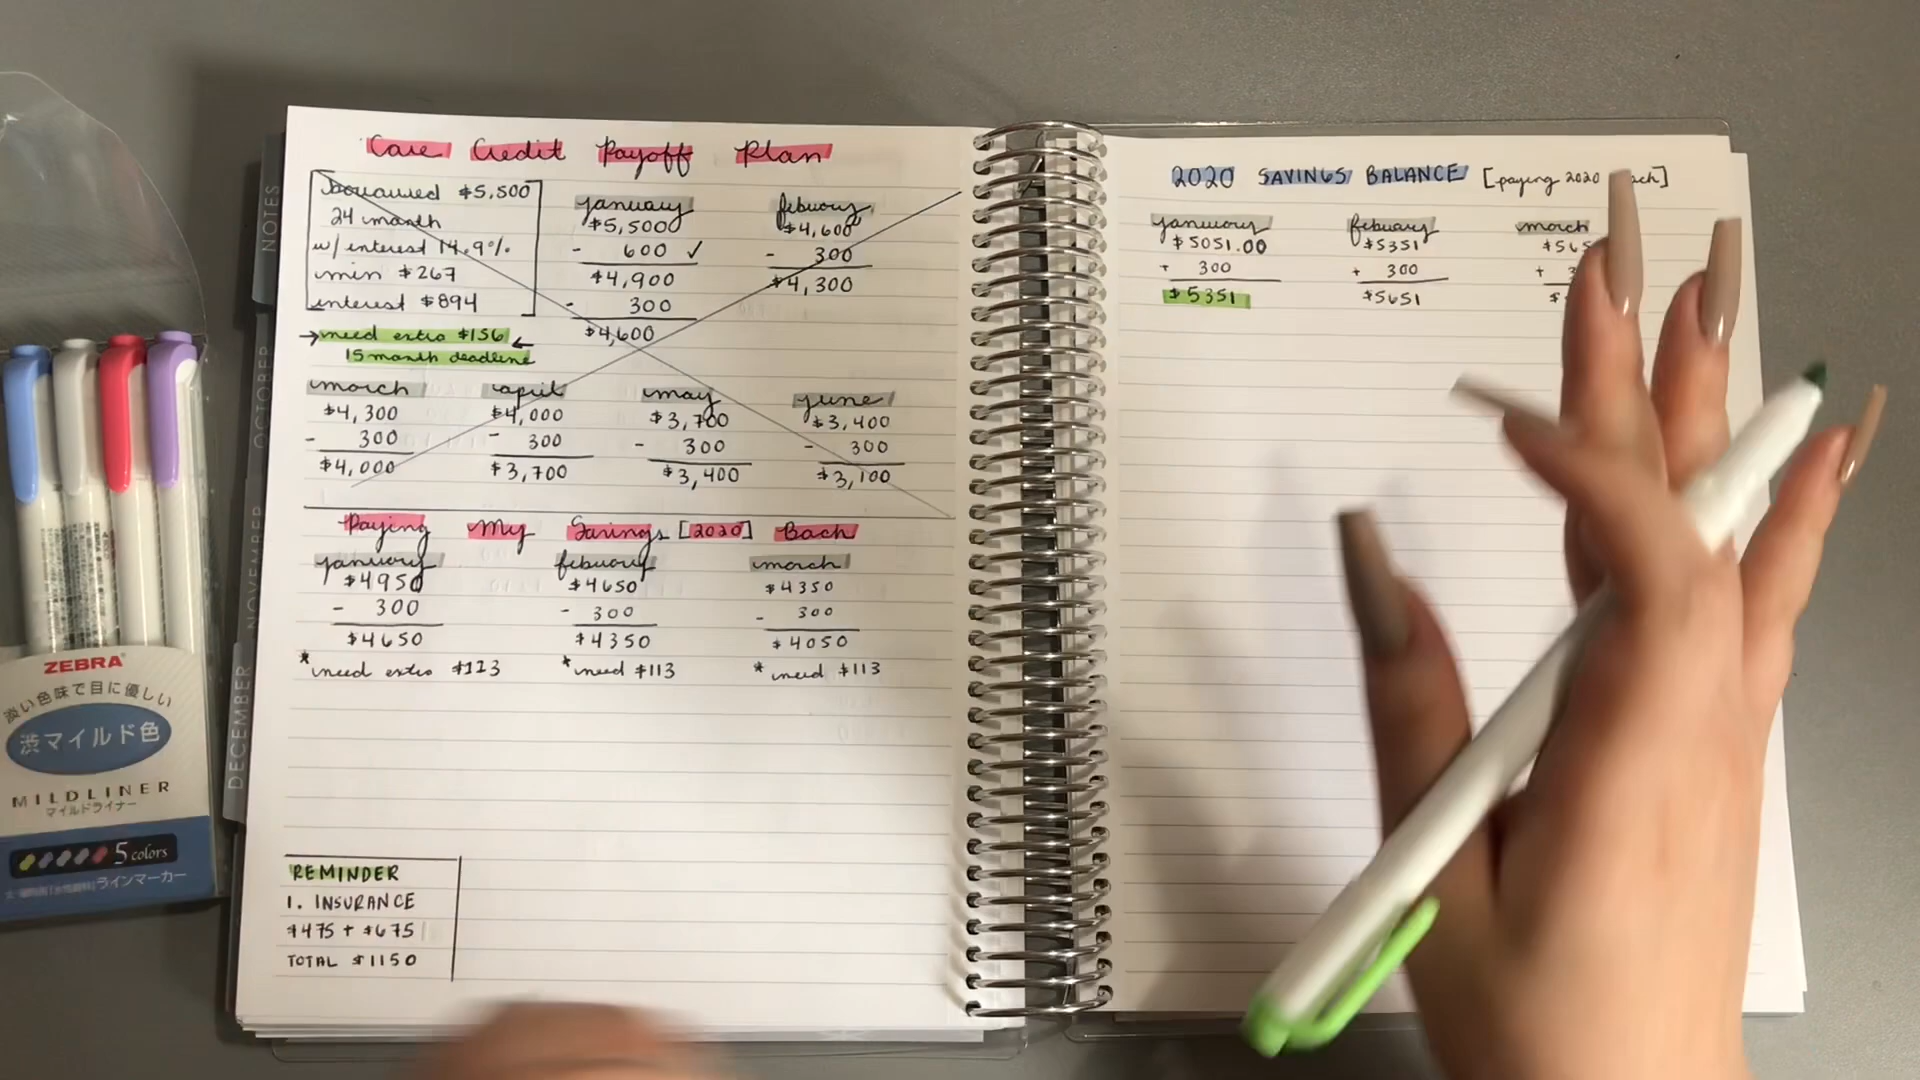 Care Credit Payoff Plan
borrowed $5,500
24 month
w/ interest 14.9%
min $267
interest $894
→ need extra $156 ←
15 month deadline
january
$5,500
- 600 ✓
$4,900
- 300
$4,600
febuary
$4,600
- 300
$4,300
march
$4,300
- 300
$4,000
april
$4,000
- 300
$3,700
may
$3,700
- 300
$3,400
june
$3,400
- 300
$3,100
Paying My Savings [2020] Back
january
$4950
- 300
$4650
* need extra $123
febuary
$4650
- 300
$4350
* need $113
march
$4350
- 300
$4050
* need $113
REMINDER
1. INSURANCE
$475 + $675
TOTAL $1150
2020 SAVINGS BALANCE [paying 2020
january
$5051.00
+ 300
$5351
febuary
$5351
+ 300
$5651
march
+
$
NOTES
OCTOBER
NOVEMBER
DECEMBER
ZEBRA
淡い色味で目に優しい
渋マイルド色
MILDLINER
マイルドライナー
5 colors
ラインマーカー